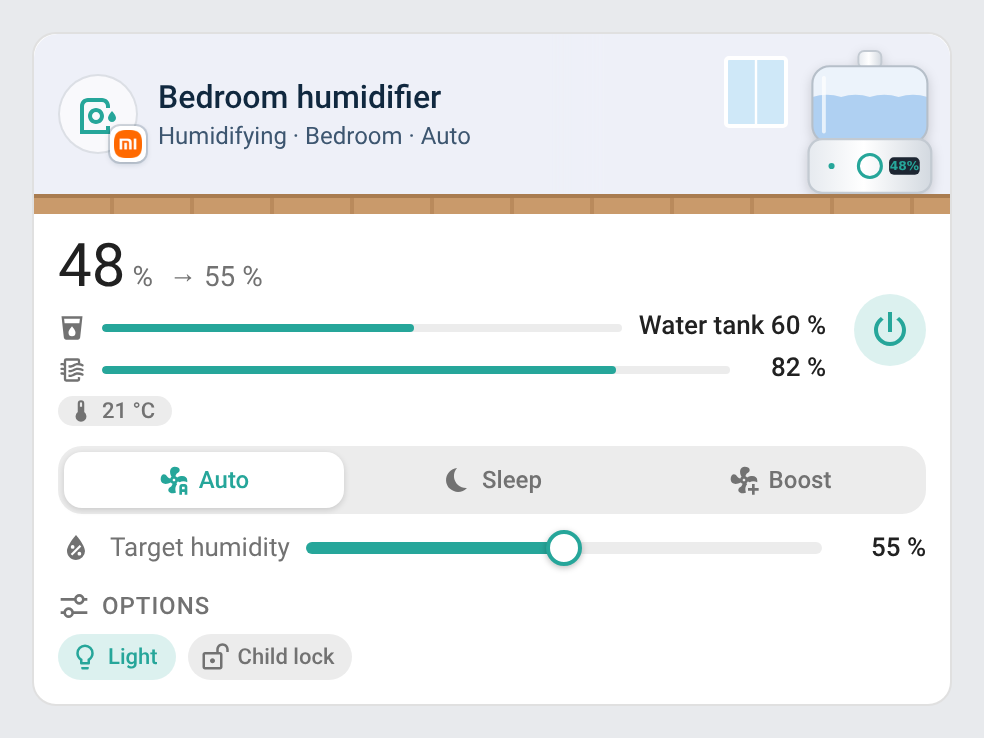 Bedroom humidifier
Humidifying · Bedroom · Auto
mi
48%
48 % → 55 %
Water tank 60 %
82 %
21 °C
Auto
Sleep
Boost
Target humidity
55 %
OPTIONS
Light
Child lock